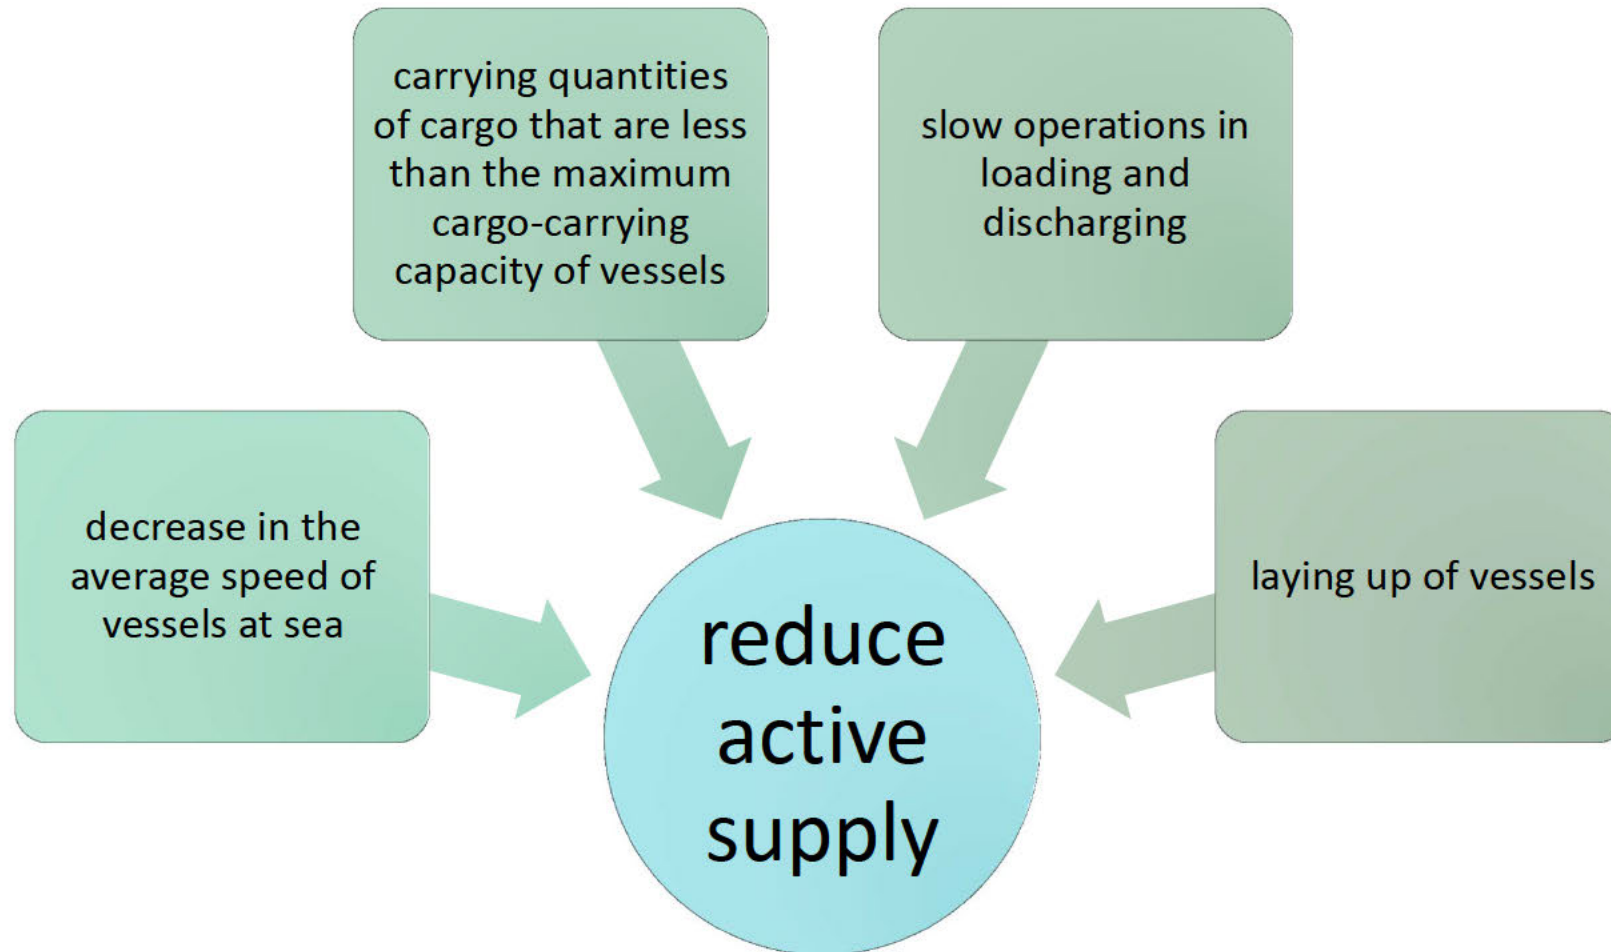 carrying quantities
of cargo that are less
than the maximum
cargo-carrying
capacity of vessels
slow operations in
loading and
discharging
decrease in the
average speed of
vessels at sea
laying up of vessels
reduce
active
supply